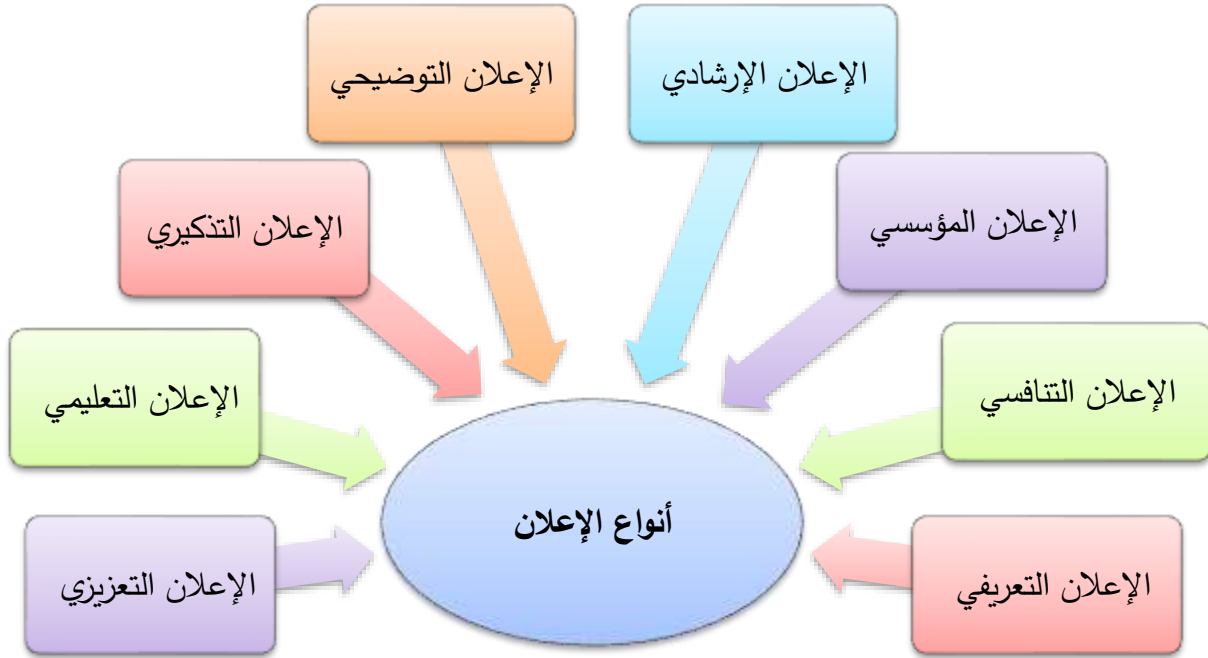 الإعلان الإرشادي
الإعلان التوضيحي
الإعلان المؤسسي
الإعلان التذكيري
الإعلان التنافسي
الإعلان التعليمي
الإعلان التعريفي
الإعلان التعزيزي
أنواع الإعلان